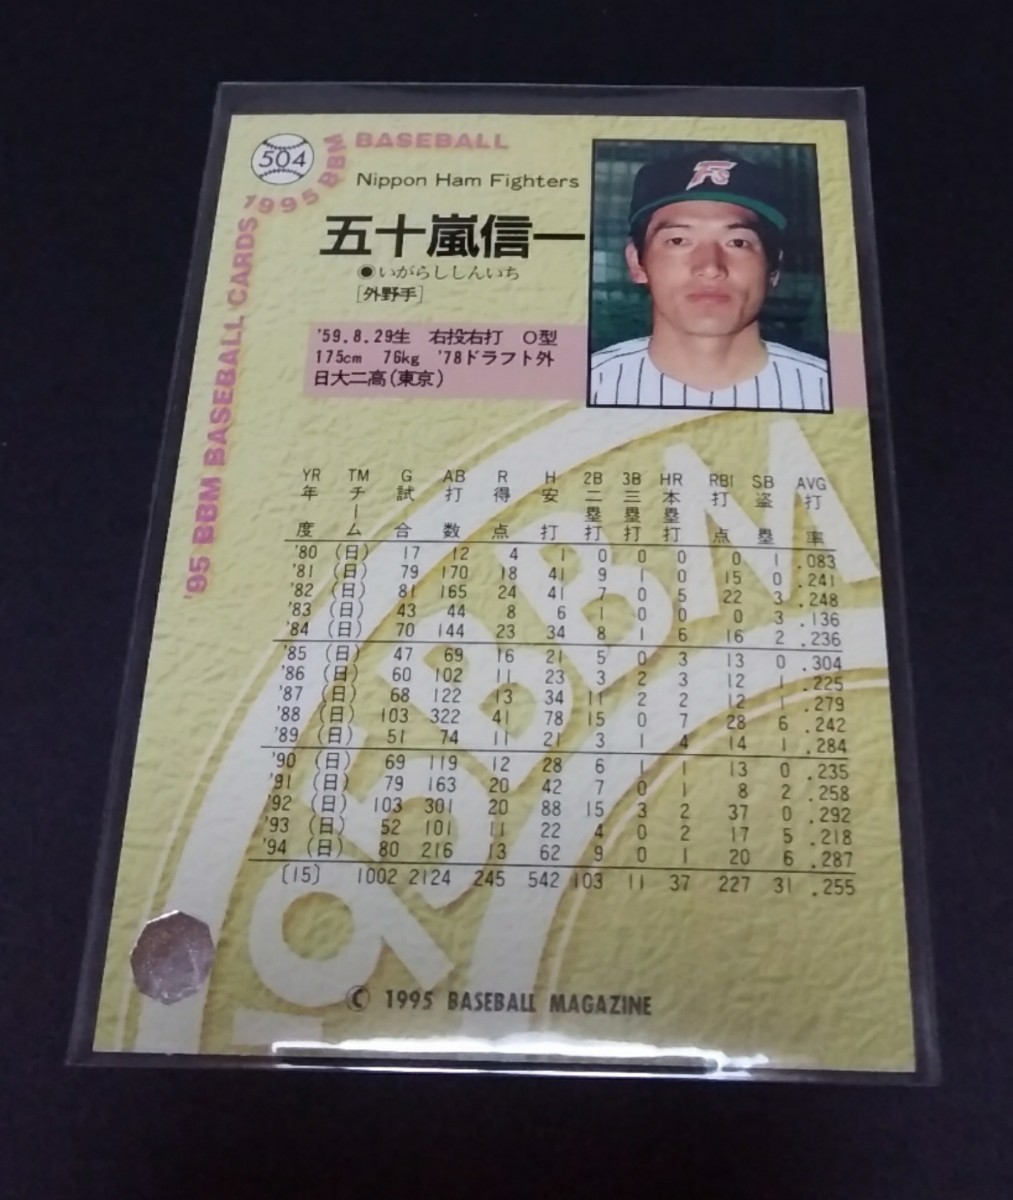 504
1995 BBM BASEBALL
'95 BBM BASEBALL CARDS
Nippon Ham Fighters
五十嵐信一
●いがらししんいち
[外野手]
'59.8.29生 右投右打 O型
175cm 76kg '78ドラフト外
日大二高(東京)
YR TM G AB R H 2B 3B HR RBI SB AVG
年度 チーム 試合 打数 得点 安打 二塁打 三塁打 本塁打 打点 盗塁 打率
'80 (日) 17 12 4 1 0 0 0 0 1 .083
'81 (日) 79 170 18 41 9 1 0 15 0 .241
'82 (日) 81 165 24 41 7 0 5 22 3 .248
'83 (日) 43 44 8 6 1 0 0 0 3 .136
'84 (日) 70 144 23 34 8 1 6 16 2 .236
'85 (日) 47 69 16 21 5 0 3 13 0 .304
'86 (日) 60 102 11 23 3 2 3 12 1 .225
'87 (日) 68 122 13 34 11 2 2 12 1 .279
'88 (日) 103 322 41 78 15 0 7 28 6 .242
'89 (日) 51 74 11 21 3 1 4 14 1 .284
'90 (日) 69 119 12 28 6 1 1 13 0 .235
'91 (日) 79 163 20 42 7 0 1 8 2 .258
'92 (日) 103 301 20 88 15 3 2 37 0 .292
'93 (日) 52 101 11 22 4 0 2 17 5 .218
'94 (日) 80 216 13 62 9 0 1 20 6 .287
[15] 1002 2124 245 542 103 11 37 227 31 .255
'95 BBM
© 1995 BASEBALL MAGAZINE